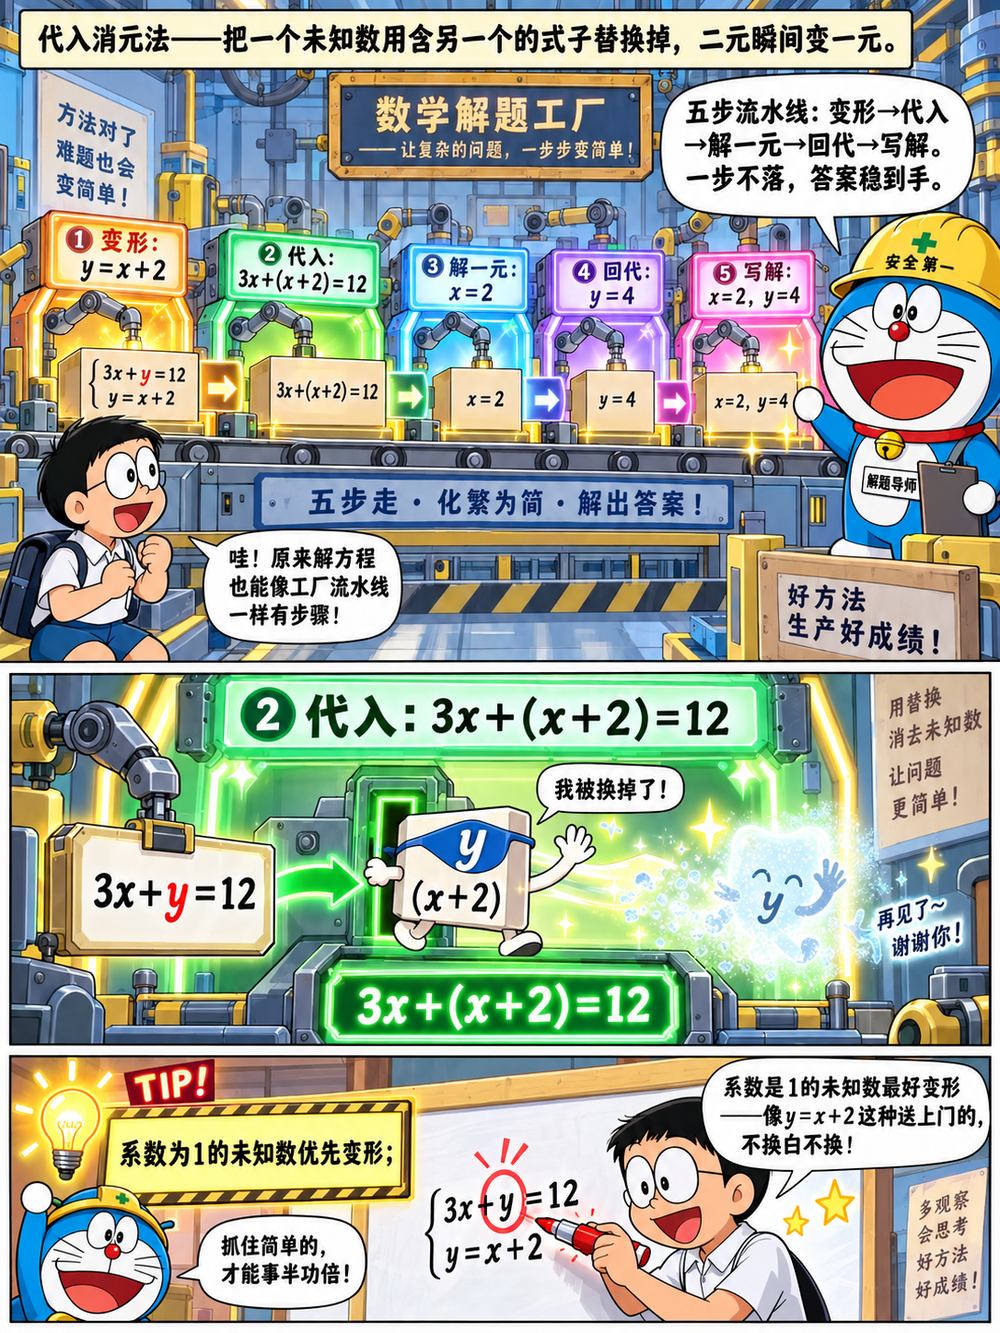 代入消元法——把一个未知数用含另一个的式子替换掉，二元瞬间变一元。
方法对了
难题也会
变简单！
数学解题工厂
——让复杂的问题，一步步变简单！
五步流水线：变形→代入
→解一元→回代→写解。
一步不落，答案稳到手。
安全第一
① 变形：
y=x+2
② 代入：
3x+(x+2)=12
③ 解一元：
x=2
④ 回代：
y=4
⑤ 写解：
x=2, y=4
3x+y=12
y=x+2
3x+(x+2)=12
x=2
y=4
x=2, y=4
解题导师
五步走·化繁为简·解出答案！
哇！原来解方程
也能像工厂流水线
一样有步骤！
好方法
生产好成绩！
② 代入：3x+(x+2)=12
用替换
消去未知数
让问题
更简单！
我被换掉了！
3x+y=12
y
(x+2)
y
再见了~
谢谢你！
3x+(x+2)=12
TIP!
系数为1的未知数优先变形；
系数是1的未知数最好变形
——像y=x+2这种送上门的，
不换白不换！
抓住简单的，
才能事半功倍！
3x+y=12
y=x+2
多观察
会思考
好方法
好成绩！